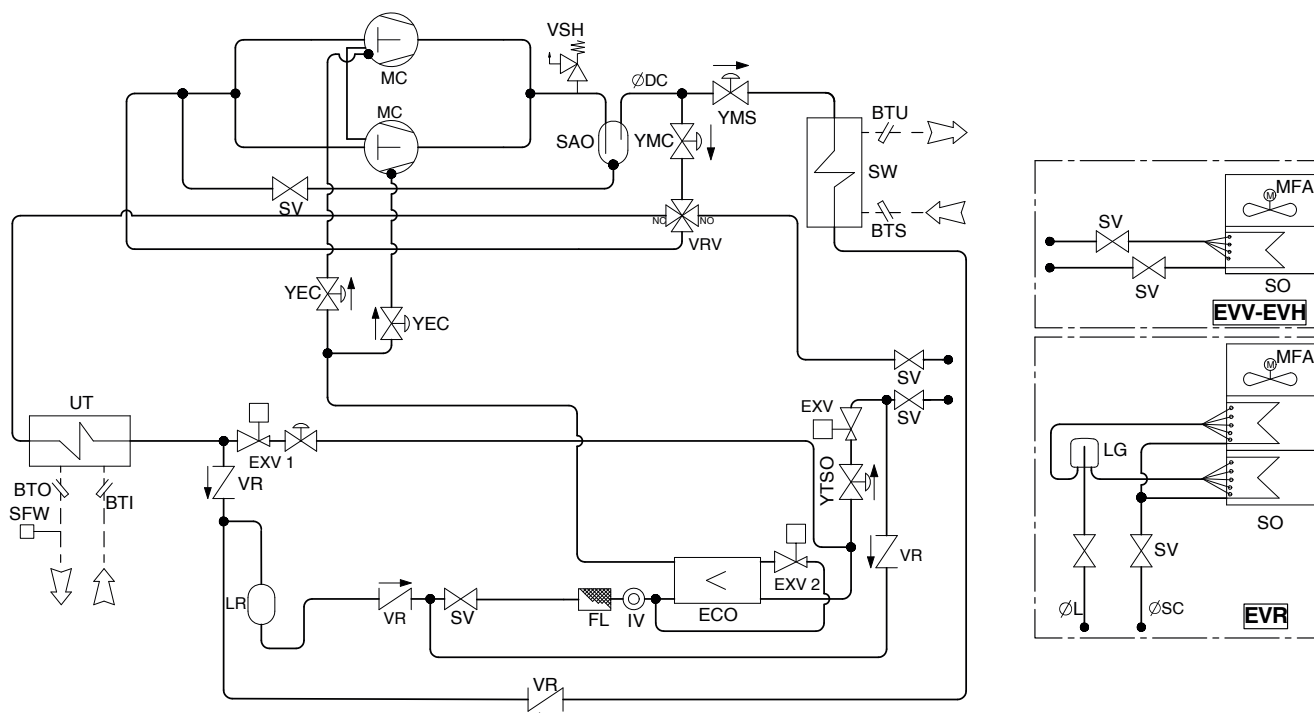 VSH
MC
ØDC
MC
YMS
BTU
SAO
YMC
SW
MFA
M
SV
NC
NO
BTS
VRV
SV
SV
SO
YEC
EVV-EVH
YEC
SV
MFA
M
UT
EXV
SV
LG
EXV 1
BTO
BTI
VR
YTSO
SFW
SO
VR
SV
EXV 2
LR
VR
SV
FL
IV
ECO
ØL
ØSC
EVR
VR